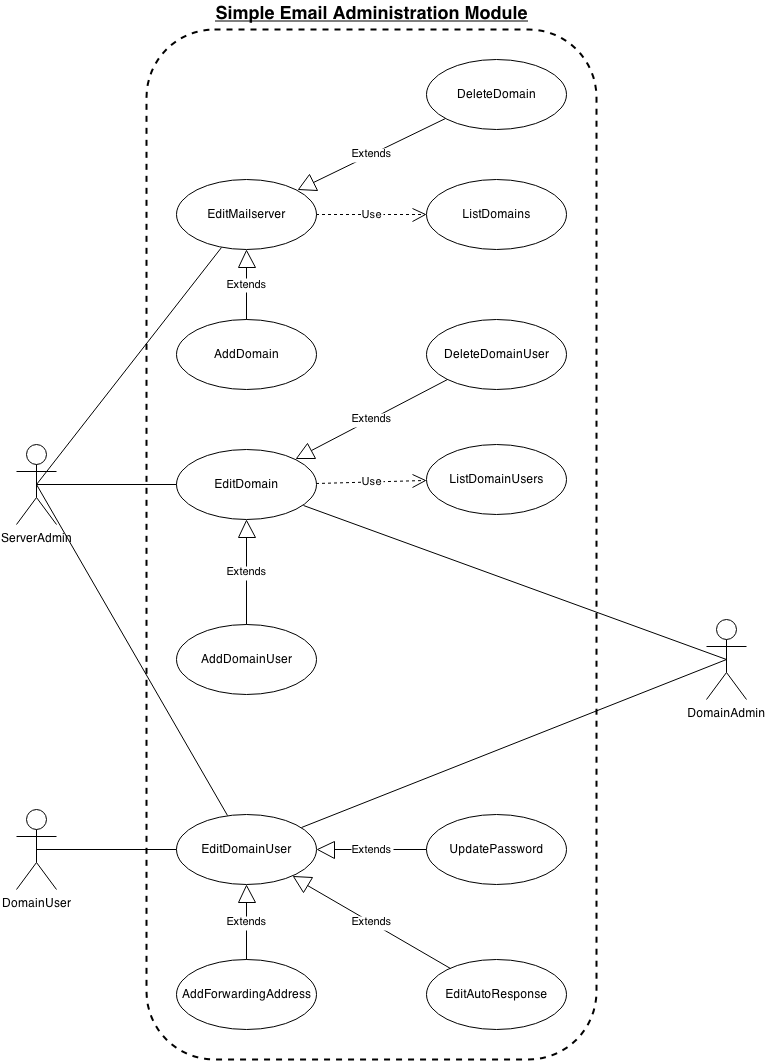 Simple Email Administration Module
DeleteDomain
Extends
EditMailserver
Use
ListDomains
Extends
AddDomain
DeleteDomainUser
Extends
EditDomain
Use
ListDomainUsers
ServerAdmin
Extends
AddDomainUser
DomainAdmin
EditDomainUser
Extends
UpdatePassword
DomainUser
Extends
Extends
AddForwardingAddress
EditAutoResponse